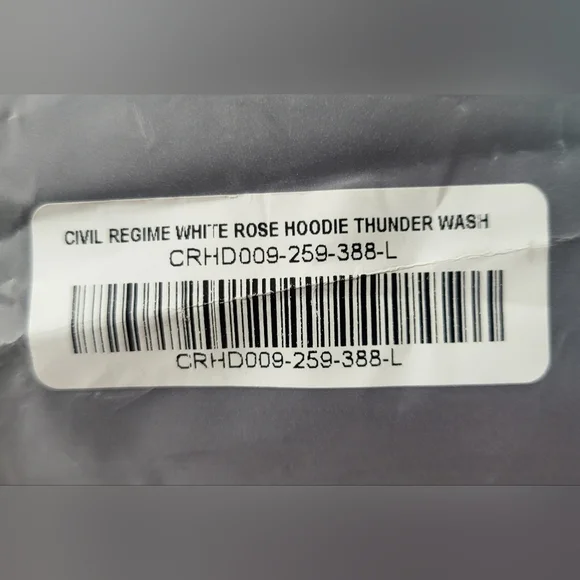 CIVIL REGIME WHITE ROSE HOODIE THUNDER WASH
CRHD009-259-388-L
CRHD009-259-388-L